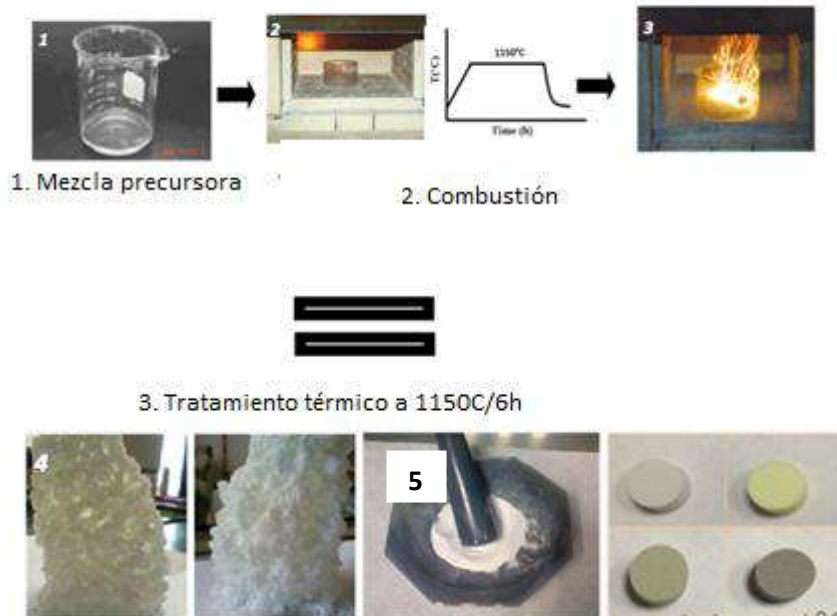 1
2
1150°C
T(°C)
Time (h)
3
1. Mezcla precursora
2. Combustión
3. Tratamiento térmico a 1150C/6h
4
5